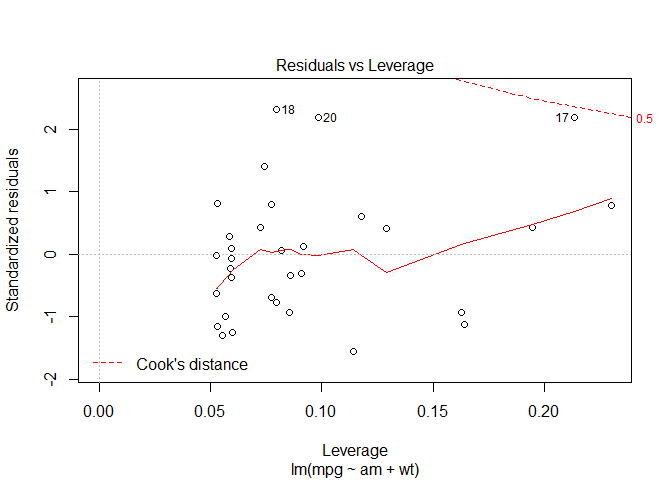 Residuals vs Leverage
Standardized residuals
2
1
0
-1
-2
18
20
17
0.5
Cook's distance
0.00
0.05
0.10
0.15
0.20
Leverage
lm(mpg ~ am + wt)